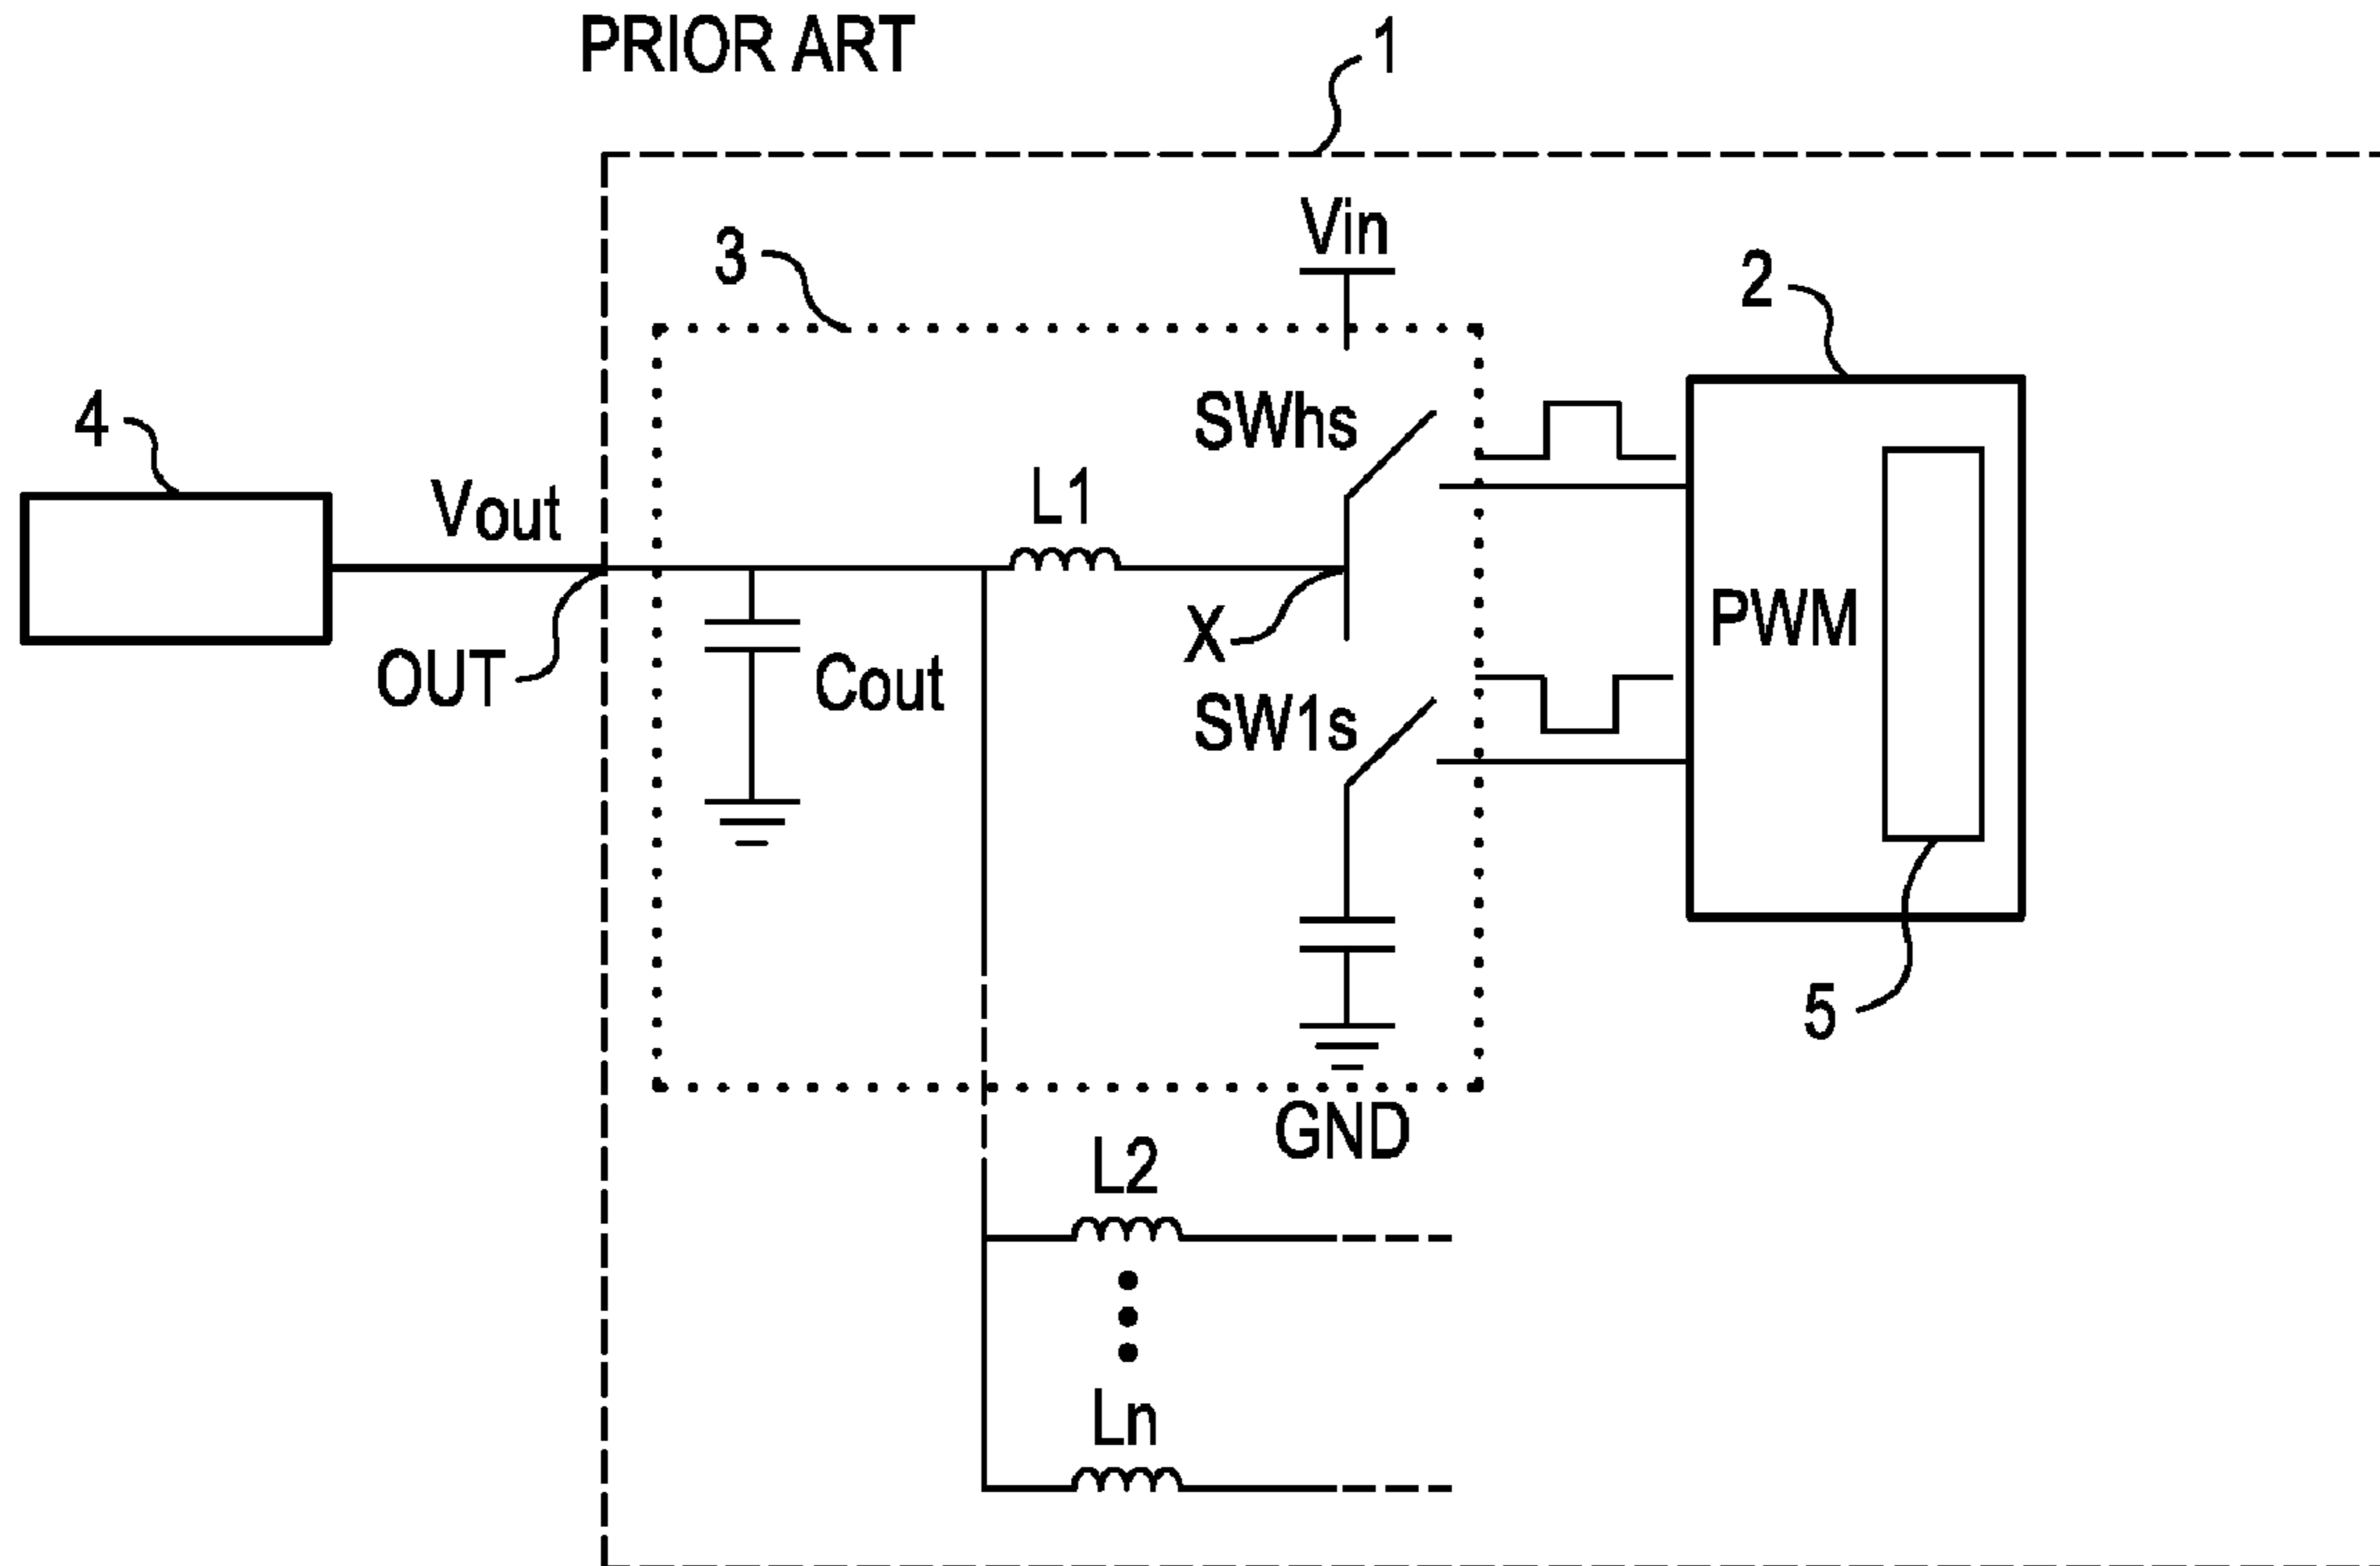 PRIOR ART
1
Vin
3
2
SWhs
4
Vout
L1
PWM
X
OUT
Cout
SW1s
5
GND
L2
Ln